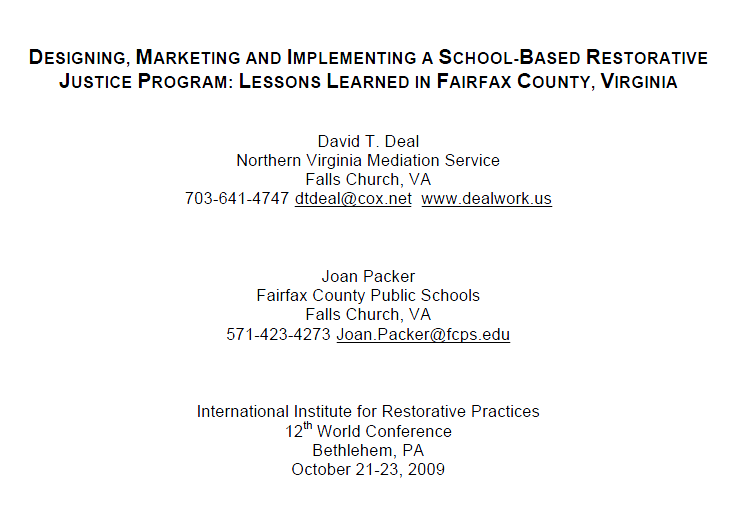 DESIGNING, MARKETING AND IMPLEMENTING A SCHOOL-BASED RESTORATIVE
JUSTICE PROGRAM: LESSONS LEARNED IN FAIRFAX COUNTY, VIRGINIA
David T. Deal
Northern Virginia Mediation Service
Falls Church, VA
703-641-4747 dtdeal@cox.net www.dealwork.us
Joan Packer
Fairfax County Public Schools
Falls Church, VA
571-423-4273 Joan.Packer@fcps.edu
International Institute for Restorative Practices
12th World Conference
Bethlehem, PA
October 21-23, 2009